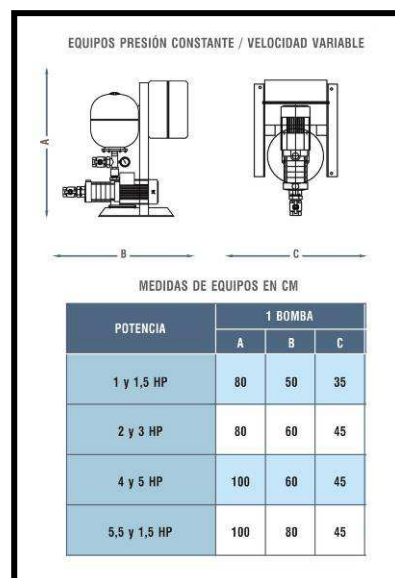 EQUIPOS PRESIÓN CONSTANTE / VELOCIDAD VARIABLE
A
B
C
MEDIDAS DE EQUIPOS EN CM
POTENCIA
1 BOMBA
A B C
1 y 1,5 HP 80 50 35
2 y 3 HP 80 60 45
4 y 5 HP 100 60 45
5,5 y 1,5 HP 100 80 45